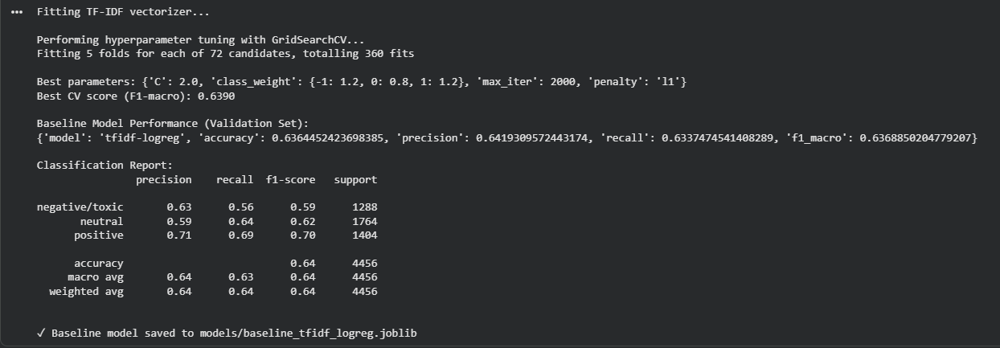 ••• Fitting TF-IDF vectorizer...
Performing hyperparameter tuning with GridSearchCV...
Fitting 5 folds for each of 72 candidates, totalling 360 fits
Best parameters: {'C': 2.0, 'class_weight': {-1: 1.2, 0: 0.8, 1: 1.2}, 'max_iter': 2000, 'penalty': 'l1'}
Best CV score (F1-macro): 0.6390
Baseline Model Performance (Validation Set):
{'model': 'tfidf-logreg', 'accuracy': 0.6364452423698385, 'precision': 0.6419309572443174, 'recall': 0.6337474541408289, 'f1_macro': 0.6368850204779207}
Classification Report:
precision recall f1-score support
negative/toxic 0.63 0.56 0.59 1288
neutral 0.59 0.64 0.62 1764
positive 0.71 0.69 0.70 1404
accuracy 0.64 4456
macro avg 0.64 0.63 0.64 4456
weighted avg 0.64 0.64 0.64 4456
✓ Baseline model saved to models/baseline_tfidf_logreg.joblib